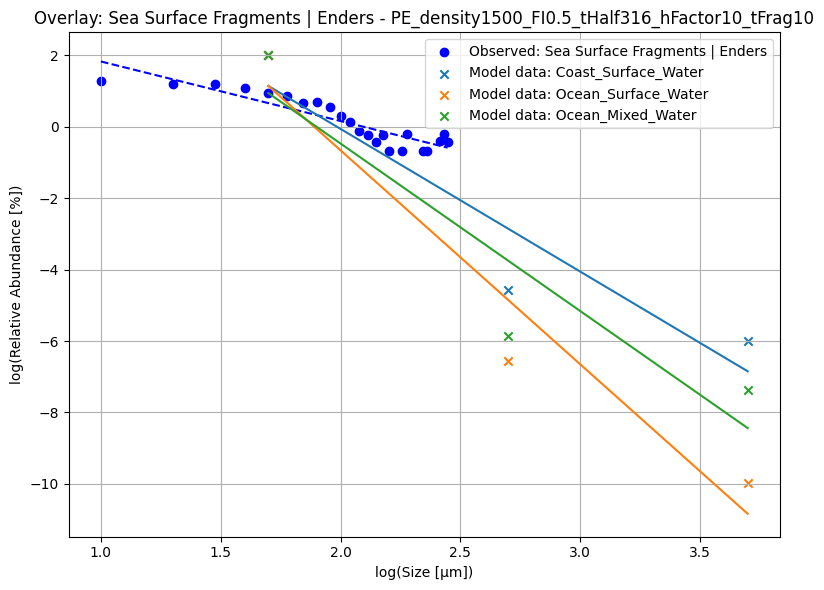 Overlay: Sea Surface Fragments | Enders - PE_density1500_FI0.5_tHalf316_hFactor10_tFrag10
Observed: Sea Surface Fragments | Enders
Model data: Coast_Surface_Water
Model data: Ocean_Surface_Water
Model data: Ocean_Mixed_Water
log(Relative Abundance [%])
2
0
−2
−4
−6
−8
−10
1.0
1.5
2.0
2.5
3.0
3.5
log(Size [µm])